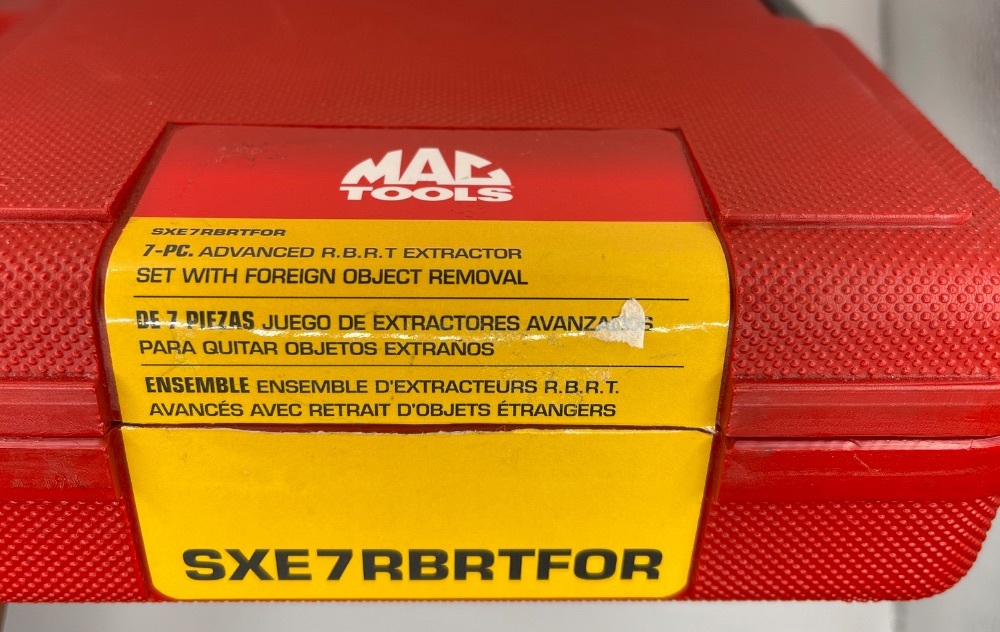 MAC
TOOLS
SXE7RBRTFOR
7-PC. ADVANCED R.B.R.T EXTRACTOR
SET WITH FOREIGN OBJECT REMOVAL
DE 7 PIEZAS JUEGO DE EXTRACTORES AVANZADOS
PARA QUITAR OBJETOS EXTRANOS
ENSEMBLE ENSEMBLE D'EXTRACTEURS R.B.R.T.
AVANCÉS AVEC RETRAIT D'OBJETS ÉTRANGERS
SXE7RBRTFOR